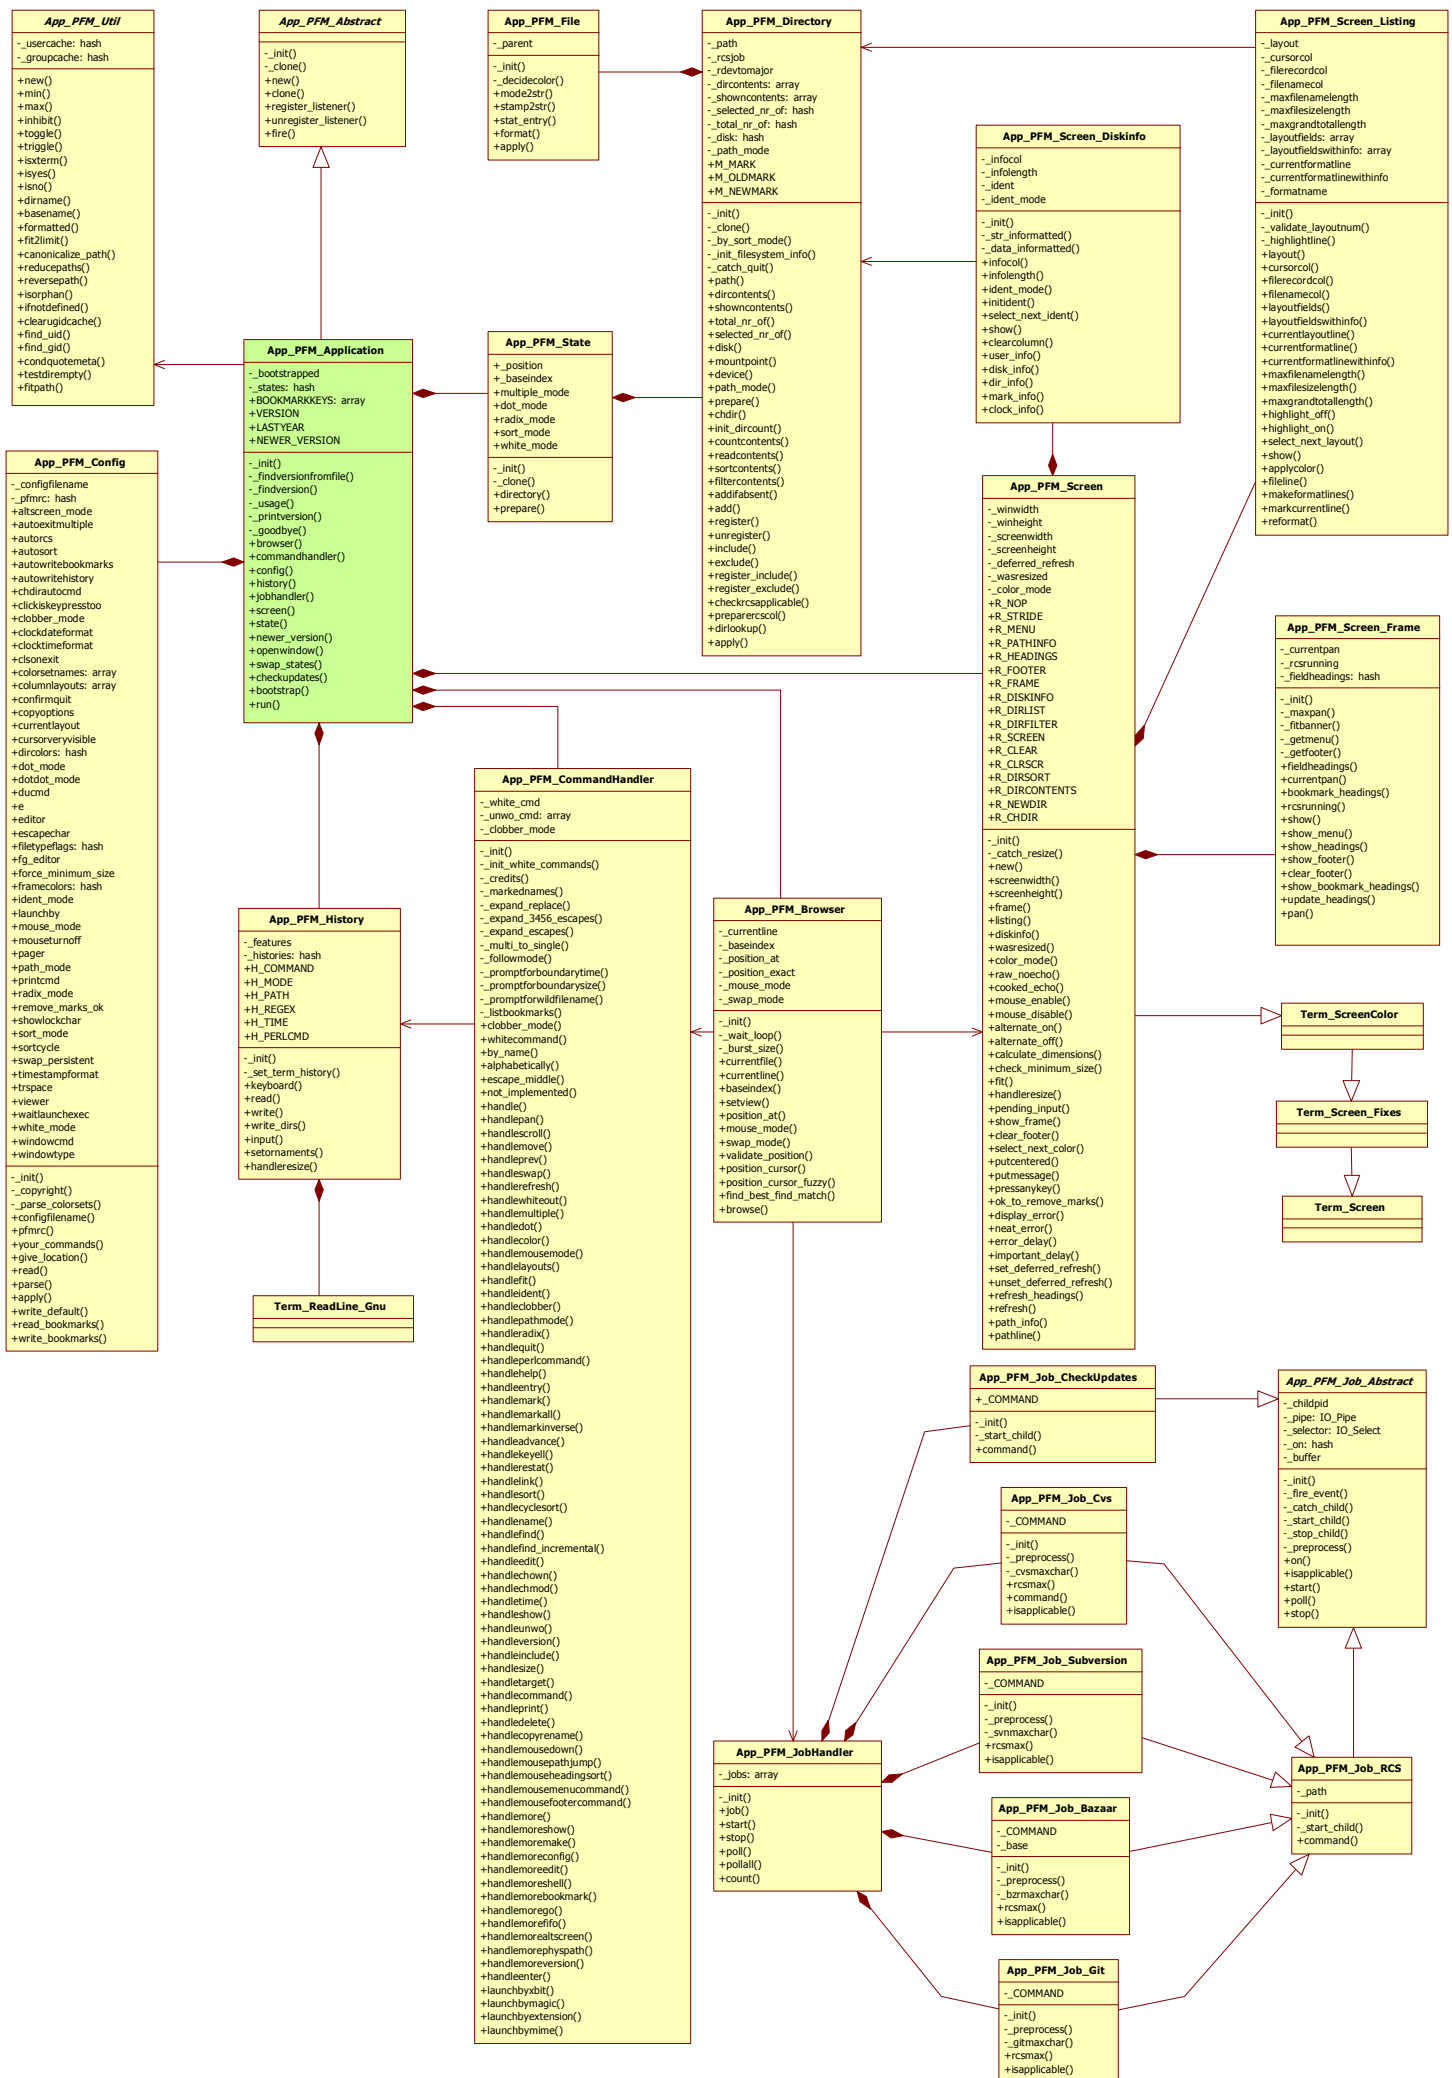 App_PFM_Util
-_usercache: hash
-_groupcache: hash
+new()
+min()
+max()
+inhibit()
+toggle()
+triggle()
+isxterm()
+isyes()
+isno()
+dirname()
+basename()
+formatted()
+fit2limit()
+canonicalize_path()
+reducepaths()
+reversepath()
+isorphan()
+ifnotdefined()
+clearugidcache()
+find_uid()
+find_gid()
+condquotemeta()
+testdirempty()
+fitpath()
App_PFM_Abstract
-_init()
-_clone()
+new()
+clone()
+register_listener()
+unregister_listener()
+fire()
App_PFM_File
-_parent
-_init()
-_decidecolor()
+mode2str()
+stamp2str()
+stat_entry()
+format()
+apply()
App_PFM_Directory
-_path
-_rcsjob
-_rdevtomajor
-_dircontents: array
-_showncontents: array
-_selected_nr_of: hash
-_total_nr_of: hash
-_disk: hash
-_path_mode
+M_MARK
+M_OLDMARK
+M_NEWMARK
-_init()
-_clone()
-_by_sort_mode()
-_init_filesystem_info()
-_catch_quit()
+path()
+dircontents()
+showncontents()
+total_nr_of()
+selected_nr_of()
+disk()
+mountpoint()
+device()
+path_mode()
+prepare()
+chdir()
+init_dircount()
+countcontents()
+readcontents()
+sortcontents()
+filtercontents()
+addifabsent()
+add()
+register()
+unregister()
+include()
+exclude()
+register_include()
+register_exclude()
+checkrcsapplicable()
+preparercscol()
+dirlookup()
+apply()
App_PFM_Screen_Diskinfo
-_infocol
-_infolength
-_ident
-_ident_mode
-_init()
-_str_informatted()
-_data_informatted()
+infocol()
+infolength()
+ident_mode()
+initident()
+select_next_ident()
+show()
+clearcolumn()
+user_info()
+disk_info()
+dir_info()
+mark_info()
+clock_info()
App_PFM_Screen_Listing
-_layout
-_cursorcol
-_filerecordcol
-_filenamecol
-_maxfilenamelength
-_maxfilesizelength
-_maxgrandtotallength
-_layoutfields: array
-_layoutfieldswithinfo: array
-_currentformatline
-_currentformatlinewithinfo
-_formatname
-_init()
-_validate_layoutnum()
-_highlightline()
+layout()
+cursorcol()
+filerecordcol()
+filenamecol()
+layoutfields()
+layoutfieldswithinfo()
+currentlayoutline()
+currentformatline()
+currentformatlinewithinfo()
+maxfilenamelength()
+maxfilesizelength()
+maxgrandtotallength()
+highlight_off()
+highlight_on()
+select_next_layout()
+show()
+applycolor()
+fileline()
+makeformatlines()
+markcurrentline()
+reformat()
App_PFM_Application
-_bootstrapped
-_states: hash
+BOOKMARKKEYS: array
+VERSION
+LASTYEAR
+NEWER_VERSION
-_init()
-_findversionfromfile()
-_findversion()
-_usage()
-_printversion()
-_goodbye()
+browser()
+commandhandler()
+config()
+history()
+jobhandler()
+screen()
+state()
+newer_version()
+openwindow()
+swap_states()
+checkupdates()
+bootstrap()
+run()
App_PFM_State
+_position
+_baseindex
+multiple_mode
+dot_mode
+radix_mode
+sort_mode
+white_mode
-_init()
-_clone()
+directory()
+prepare()
App_PFM_Config
-_configfilename
-_pfmrc: hash
+altscreen_mode
+autoexitmultiple
+autorcs
+autosort
+autowritebookmarks
+autowritehistory
+chdirautocmd
+clickiskeypresstoo
+clobber_mode
+clockdateformat
+clocktimeformat
+clsonexit
+colorsetnames: array
+columnlayouts: array
+confirmquit
+copyoptions
+currentlayout
+cursorveryvisible
+dircolors: hash
+dot_mode
+dotdot_mode
+ducmd
+e
+editor
+escapechar
+filetypeflags: hash
+fg_editor
+force_minimum_size
+framecolors: hash
+ident_mode
+launchby
+mouse_mode
+mouseturnoff
+pager
+path_mode
+printcmd
+radix_mode
+remove_marks_ok
+showlockchar
+sort_mode
+sortcycle
+swap_persistent
+timestampformat
+trspace
+viewer
+waitlaunchexec
+white_mode
+windowcmd
+windowtype
-_init()
-_copyright()
-_parse_colorsets()
+configfilename()
+pfmrc()
+your_commands()
+give_location()
+read()
+parse()
+apply()
+write_default()
+read_bookmarks()
+write_bookmarks()
App_PFM_Screen
-_winwidth
-_winheight
-_screenwidth
-_screenheight
-_deferred_refresh
-_wasresized
-_color_mode
+R_NOP
+R_STRIDE
+R_MENU
+R_PATHINFO
+R_HEADINGS
+R_FOOTER
+R_FRAME
+R_DISKINFO
+R_DIRLIST
+R_DIRFILTER
+R_SCREEN
+R_CLEAR
+R_CLRSCR
+R_DIRSORT
+R_DIRCONTENTS
+R_NEWDIR
+R_CHDIR
-_init()
-_catch_resize()
+new()
+screenwidth()
+screenheight()
+frame()
+listing()
+diskinfo()
+wasresized()
+color_mode()
+raw_noecho()
+cooked_echo()
+mouse_enable()
+mouse_disable()
+alternate_on()
+alternate_off()
+calculate_dimensions()
+check_minimum_size()
+fit()
+handleresize()
+pending_input()
+show_frame()
+clear_footer()
+select_next_color()
+putcentered()
+putmessage()
+pressanykey()
+ok_to_remove_marks()
+display_error()
+neat_error()
+error_delay()
+important_delay()
+set_deferred_refresh()
+unset_deferred_refresh()
+refresh_headings()
+refresh()
+path_info()
+pathline()
App_PFM_Screen_Frame
-_currentpan
-_rcsrunning
-_fieldheadings: hash
-_init()
-_maxpan()
-_fitbanner()
-_getmenu()
-_getfooter()
+fieldheadings()
+currentpan()
+bookmark_headings()
+rcsrunning()
+show()
+show_menu()
+show_headings()
+show_footer()
+clear_footer()
+show_bookmark_headings()
+update_headings()
+pan()
App_PFM_CommandHandler
-_white_cmd
-_unwo_cmd: array
-_clobber_mode
-_init()
-_init_white_commands()
-_credits()
-_markednames()
-_expand_replace()
-_expand_3456_escapes()
-_expand_escapes()
-_multi_to_single()
-_followmode()
-_promptforboundarytime()
-_promptforboundarysize()
-_promptforwildfilename()
-_listbookmarks()
+clobber_mode()
+whitecommand()
+by_name()
+alphabetically()
+escape_middle()
+not_implemented()
+handle()
+handlepan()
+handlescroll()
+handlemove()
+handleprev()
+handleswap()
+handlerefresh()
+handlewhiteout()
+handlemultiple()
+handledot()
+handlecolor()
+handlemousemode()
+handlelayouts()
+handlefit()
+handleident()
+handleclobber()
+handlepathmode()
+handleradix()
+handlequit()
+handleperlcommand()
+handlehelp()
+handleentry()
+handlemark()
+handlemarkall()
+handlemarkinverse()
+handleadvance()
+handlekeyell()
+handlerestat()
+handlelink()
+handlesort()
+handlecyclesort()
+handlename()
+handlefind()
+handlefind_incremental()
+handleedit()
+handlechown()
+handlechmod()
+handletime()
+handleshow()
+handleunwo()
+handleversion()
+handleinclude()
+handlesize()
+handletarget()
+handlecommand()
+handleprint()
+handledelete()
+handlecopyrename()
+handlemousedown()
+handlemousepathjump()
+handlemouseheadingsort()
+handlemousemenucommand()
+handlemousefootercommand()
+handlemore()
+handlemoreshow()
+handlemoremake()
+handlemoreconfig()
+handlemoreedit()
+handlemoreshell()
+handlemorebookmark()
+handlemorego()
+handlemorefifo()
+handlemorealtscreen()
+handlemorephyspath()
+handlemoreversion()
+handleenter()
+launchbyxbit()
+launchbymagic()
+launchbyextension()
+launchbymime()
App_PFM_History
-_features
-_histories: hash
+H_COMMAND
+H_MODE
+H_PATH
+H_REGEX
+H_TIME
+H_PERLCMD
-_init()
-_set_term_history()
+keyboard()
+read()
+write()
+write_dirs()
+input()
+setornaments()
+handleresize()
Term_ReadLine_Gnu
App_PFM_Browser
-_currentline
-_baseindex
-_position_at
-_position_exact
-_mouse_mode
-_swap_mode
-_init()
-_wait_loop()
-_burst_size()
+currentfile()
+currentline()
+baseindex()
+setview()
+position_at()
+mouse_mode()
+swap_mode()
+validate_position()
+position_cursor()
+position_cursor_fuzzy()
+find_best_find_match()
+browse()
Term_ScreenColor
Term_Screen_Fixes
Term_Screen
App_PFM_Job_CheckUpdates
+_COMMAND
-_init()
-_start_child()
+command()
App_PFM_Job_Abstract
-_childpid
-_pipe: IO_Pipe
-_selector: IO_Select
-_on: hash
-_buffer
-_init()
-_fire_event()
-_catch_child()
-_start_child()
-_stop_child()
-_preprocess()
+on()
+isapplicable()
+start()
+poll()
+stop()
App_PFM_Job_Cvs
-_COMMAND
-_init()
-_preprocess()
-_cvsmaxchar()
+rcsmax()
+command()
+isapplicable()
App_PFM_Job_Subversion
-_COMMAND
-_init()
-_preprocess()
-_svnmaxchar()
+rcsmax()
+isapplicable()
App_PFM_JobHandler
-_jobs: array
-_init()
+job()
+start()
+stop()
+poll()
+pollall()
+count()
App_PFM_Job_RCS
-_path
-_init()
-_start_child()
+command()
App_PFM_Job_Bazaar
-_COMMAND
-_base
-_init()
-_preprocess()
-_bzrmaxchar()
+rcsmax()
+isapplicable()
App_PFM_Job_Git
-_COMMAND
-_init()
-_preprocess()
-_gitmaxchar()
+rcsmax()
+isapplicable()